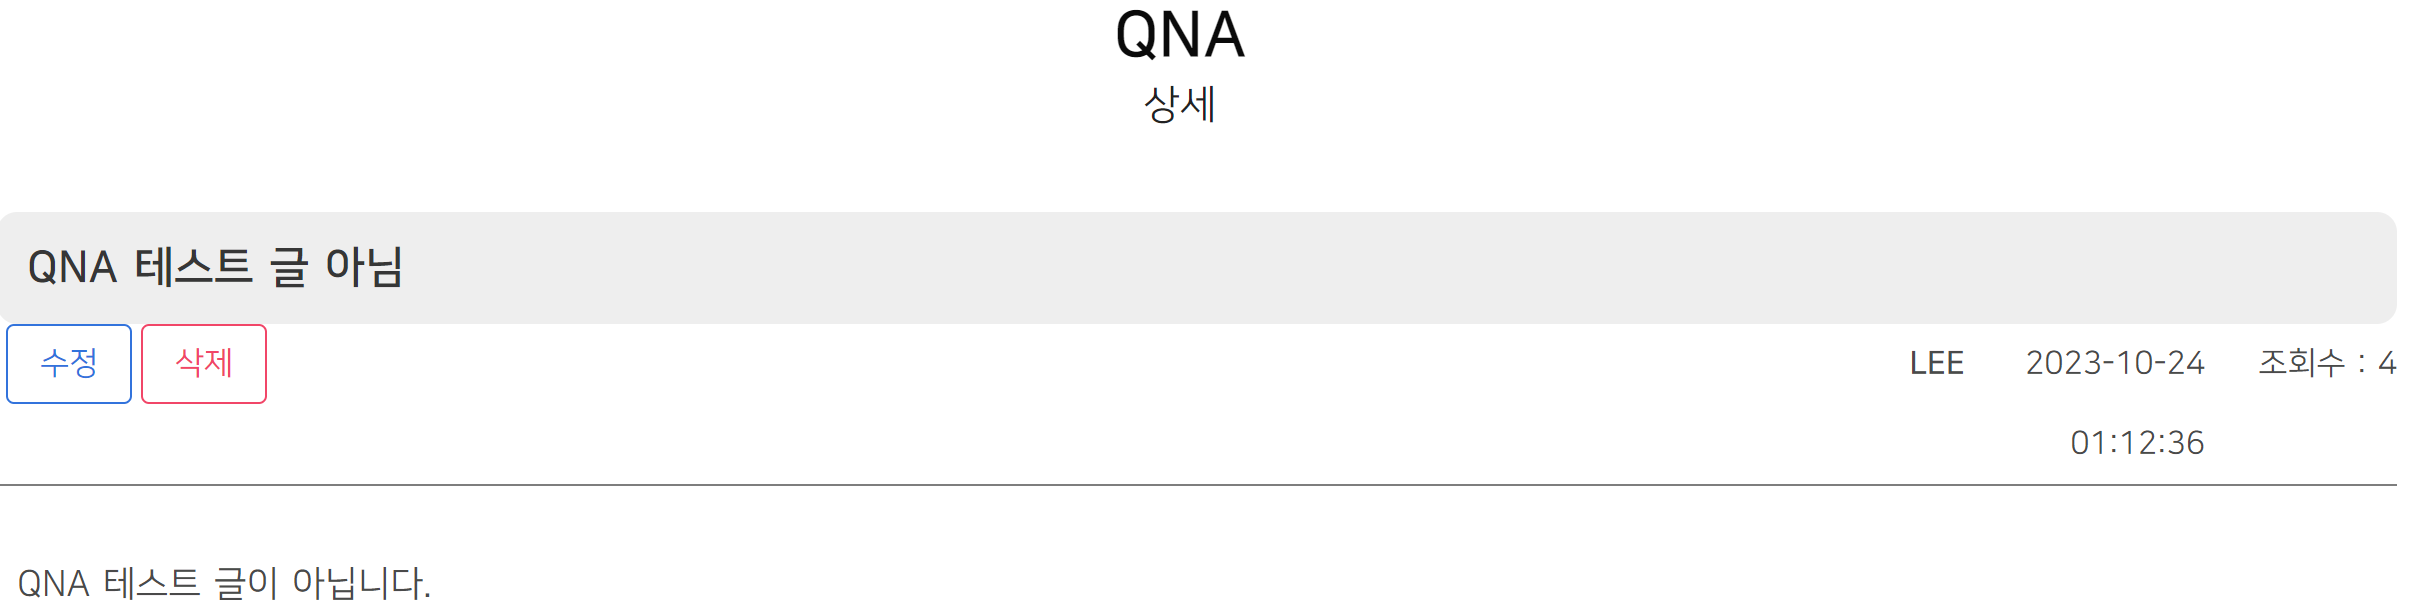 QNA
상세
QNA 테스트 글 아님
수정 삭제 LEE 2023-10-24 조회수 : 4
01:12:36
QNA 테스트 글이 아닙니다.